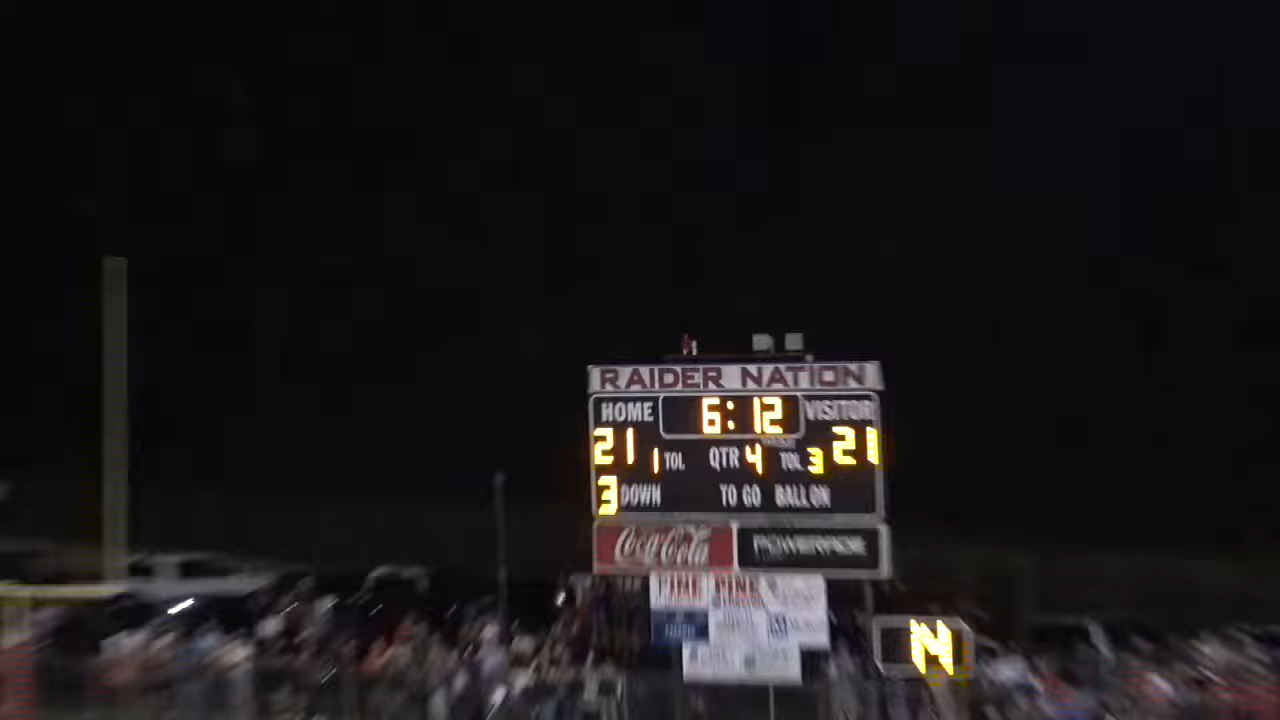 RAIDER NATION
HOME 6:12 VISITOR
21 1 TOL QTR 4 TOL 3 21
3 DOWN TO GO BALL ON
Coca-Cola POWERADE